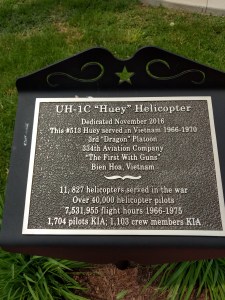 UH-1C "Huey" Helicopter
Dedicated November 2016
This #513 Huey served in Vietnam 1966-1970
3rd "Dragon" Platoon
334th Aviation Company
"The First With Guns"
Bien Hoa, Vietnam
11,827 helicopters served in the war
Over 40,000 helicopter pilots
7,531,955 flight hours 1966-1975
1,704 pilots KIA; 1,103 crew members KIA